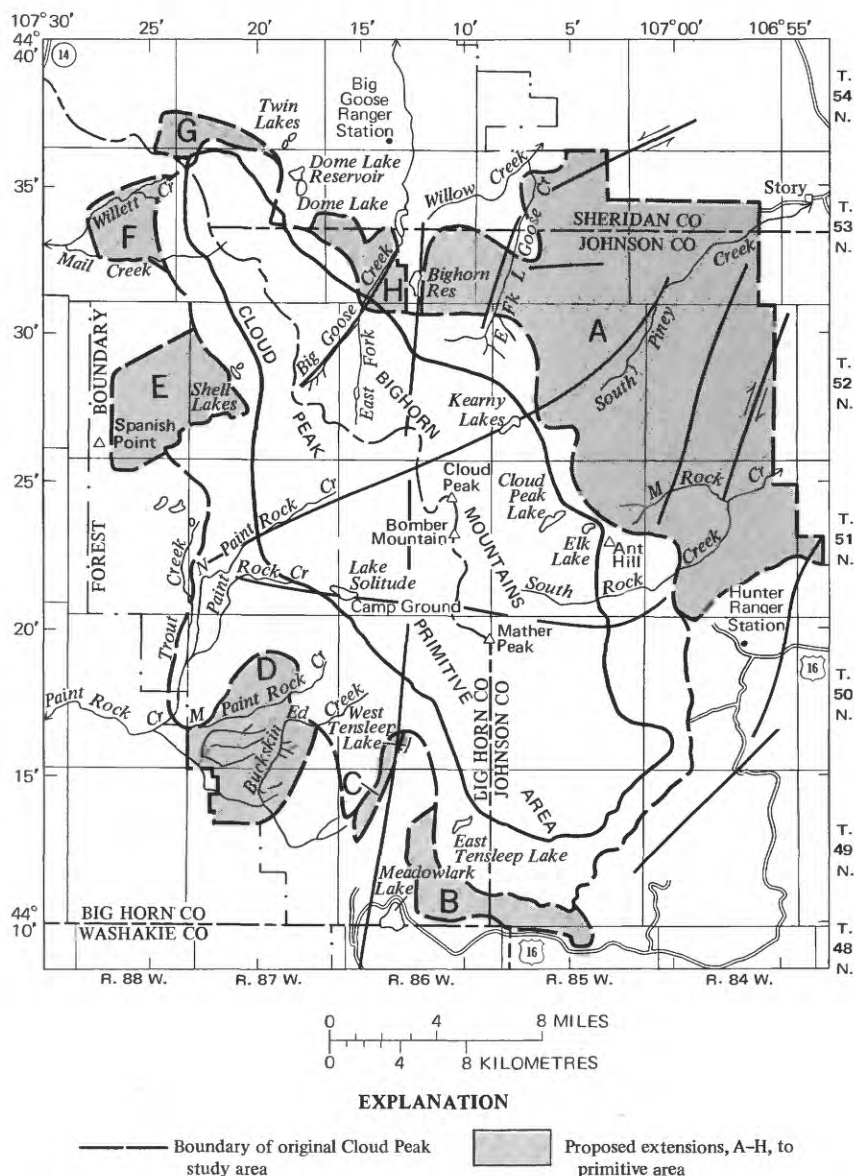 107°30' 25' 20' 15' 10' 5' 107°00' 106°55'
44°
40'
14
T.
54
N.
Big
Goose
Ranger
Station
Twin
Lakes
G
35'
Dome Lake
Reservoir
Dome Lake
Willow Creek
Story
Willett Cr
F
SHERIDAN CO
JOHNSON CO
T.
53
N.
Mail Creek
H
Bighorn
Res
E Fk L Goose Cr
Big Goose Creek
East Fork
30'
A
South Piney Creek
T.
52
N.
E
Shell
Lakes
Spanish
Point
FOREST BOUNDARY
CLOUD PEAK PRIMITIVE AREA
BIGHORN MOUNTAINS
Kearny
Lakes
25'
M Rock Cr
N Paint Rock Cr
Cloud
Peak
Cloud
Peak
Lake
Bomber
Mountain
Elk
Lake
Ant
Hill
T.
51
N.
Trout Creek
Paint Rock Cr
Lake
Solitude
Camp Ground
South Rock Creek
Hunter
Ranger
Station
20'
Mather
Peak
16
D
M Paint Rock Cr
Paint Rock Cr
T.
50
N.
Buckskin Ed Creek
West
Tensleep
Lake
BIG HORN CO
JOHNSON CO
15'
C
East
Tensleep Lake
T.
49
N.
Meadowlark
Lake
B
44°
10'
BIG HORN CO
WASHAKIE CO
16
T.
48
N.
R. 88 W. R. 87 W. R. 86 W. R. 85 W. R. 84 W.
0 4 8 MILES
0 4 8 KILOMETRES
EXPLANATION
Boundary of original Cloud Peak
study area
Proposed extensions, A–H, to
primitive area